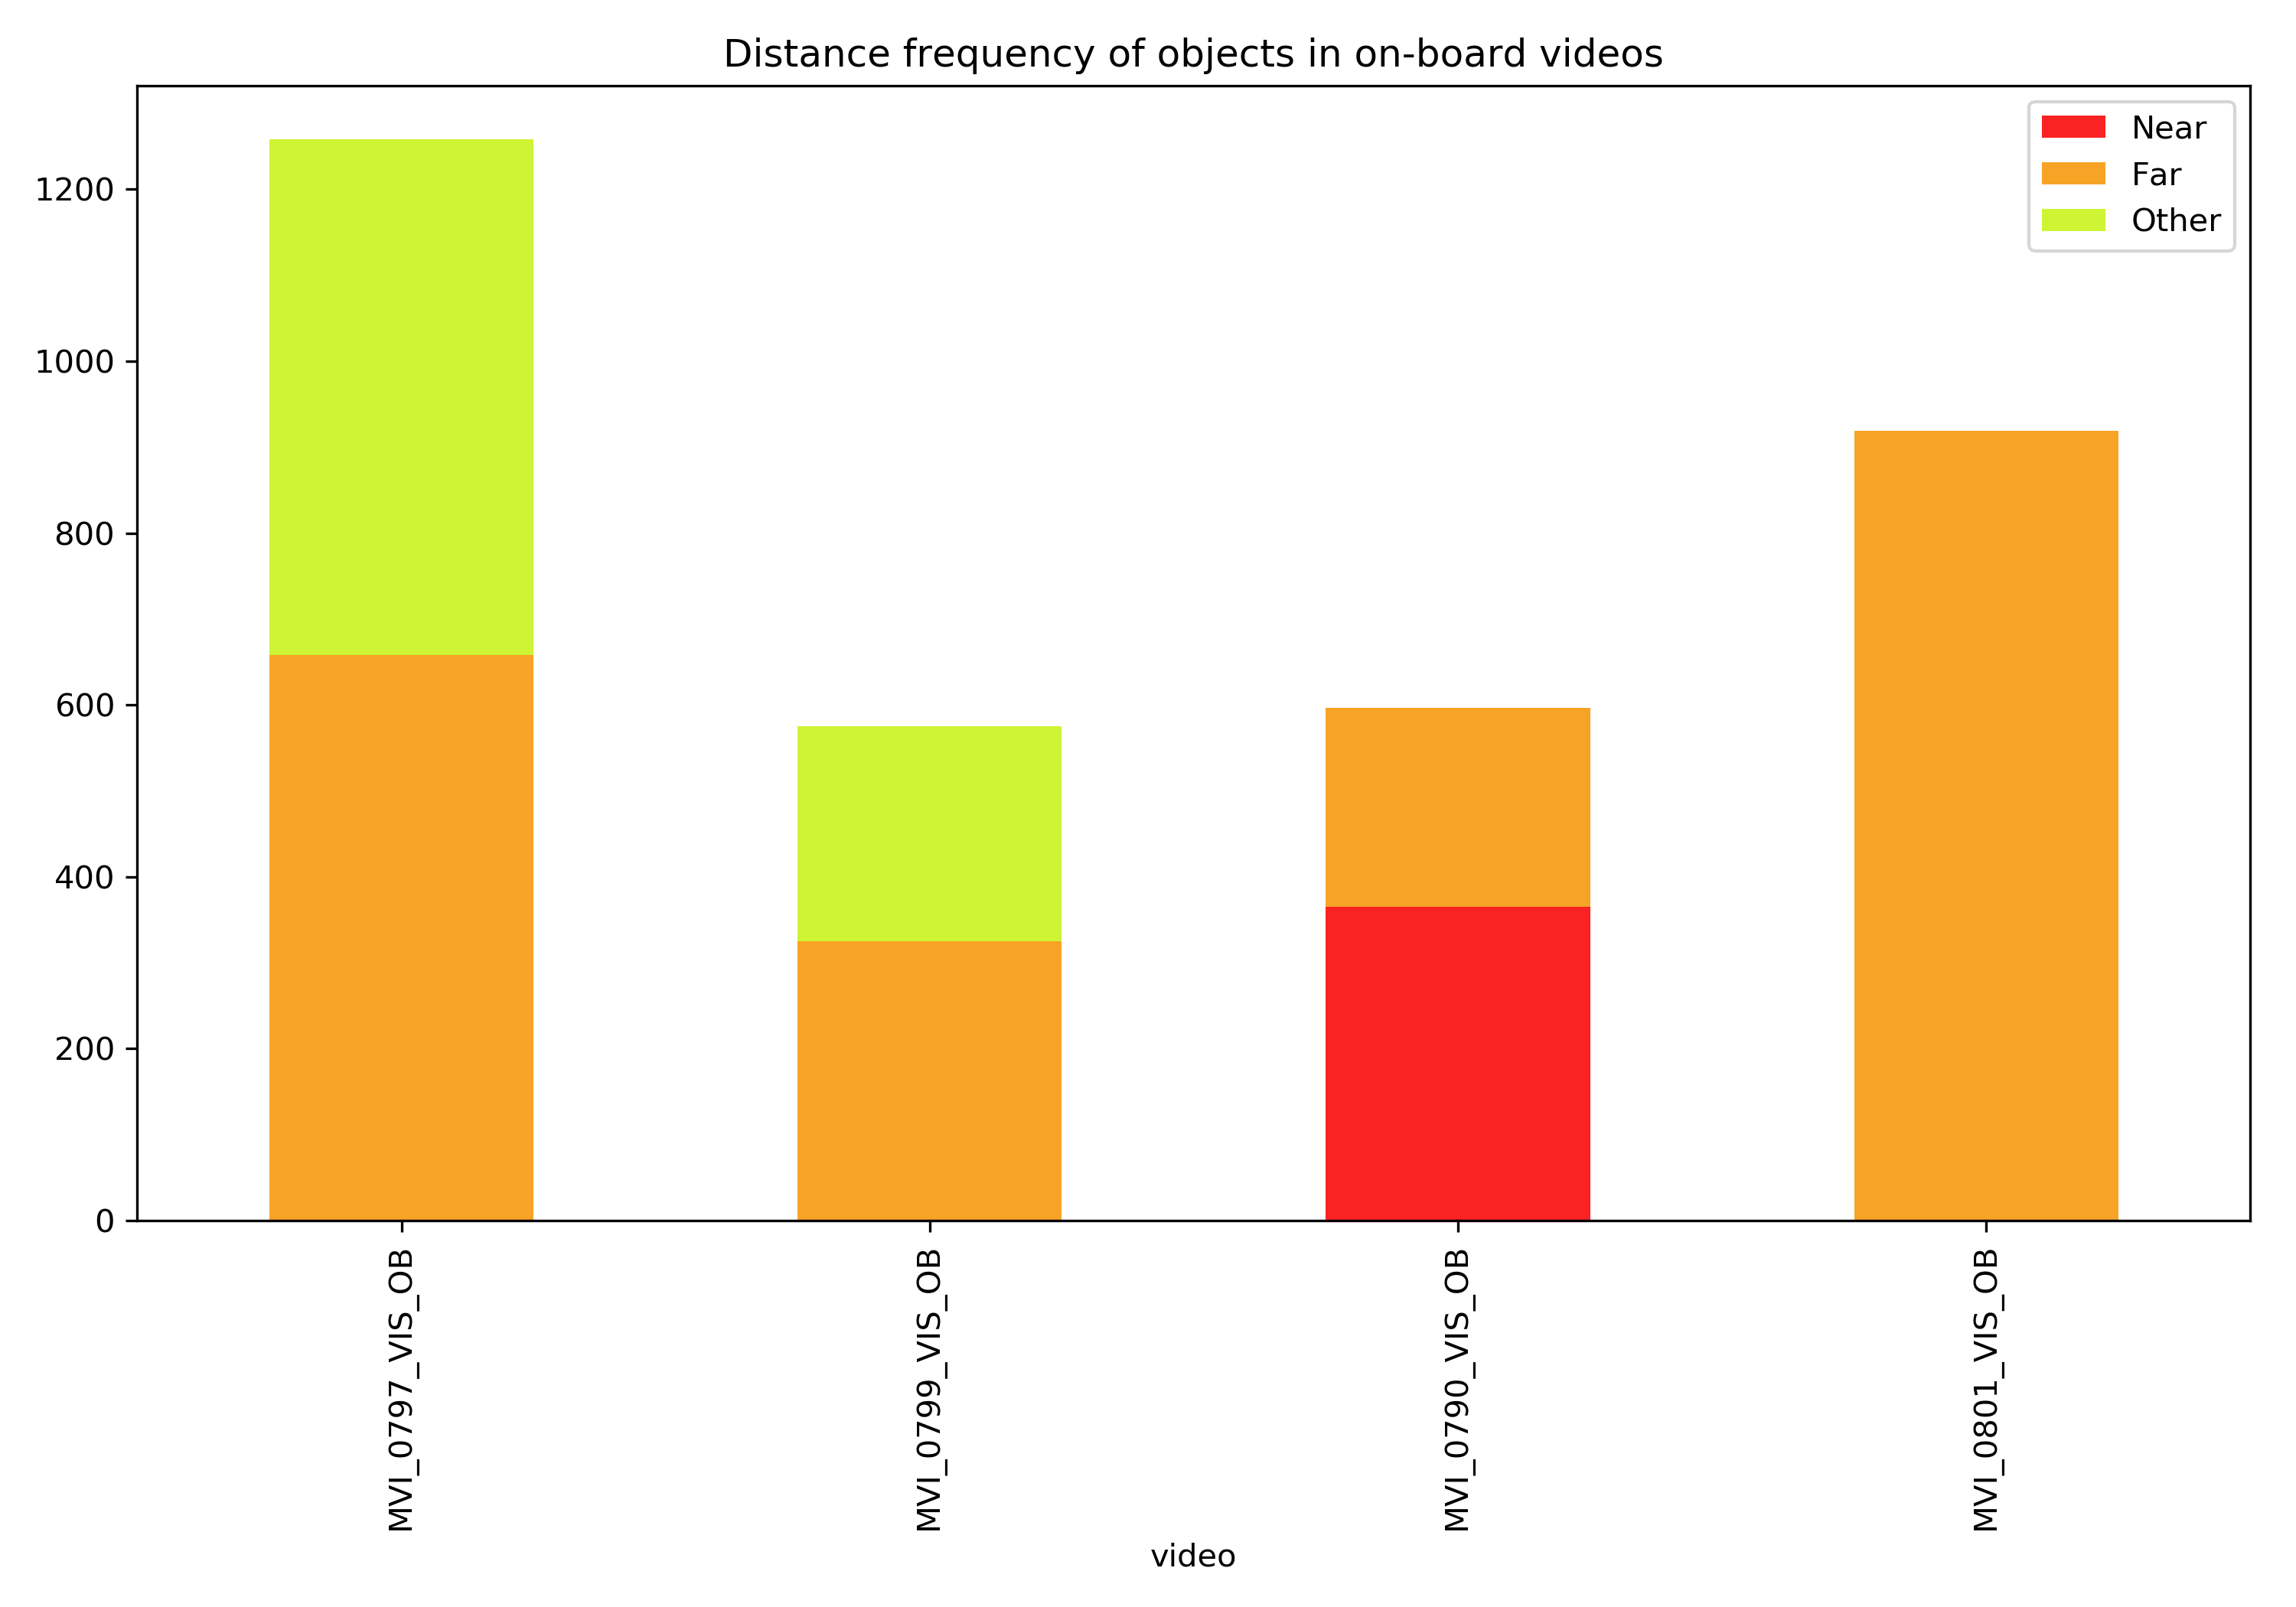 Distance frequency of objects in on-board videos
Near
Far
Other
1200
1000
800
600
400
200
0
MVI_0797_VIS_OB
MVI_0799_VIS_OB
MVI_0790_VIS_OB
MVI_0801_VIS_OB
video